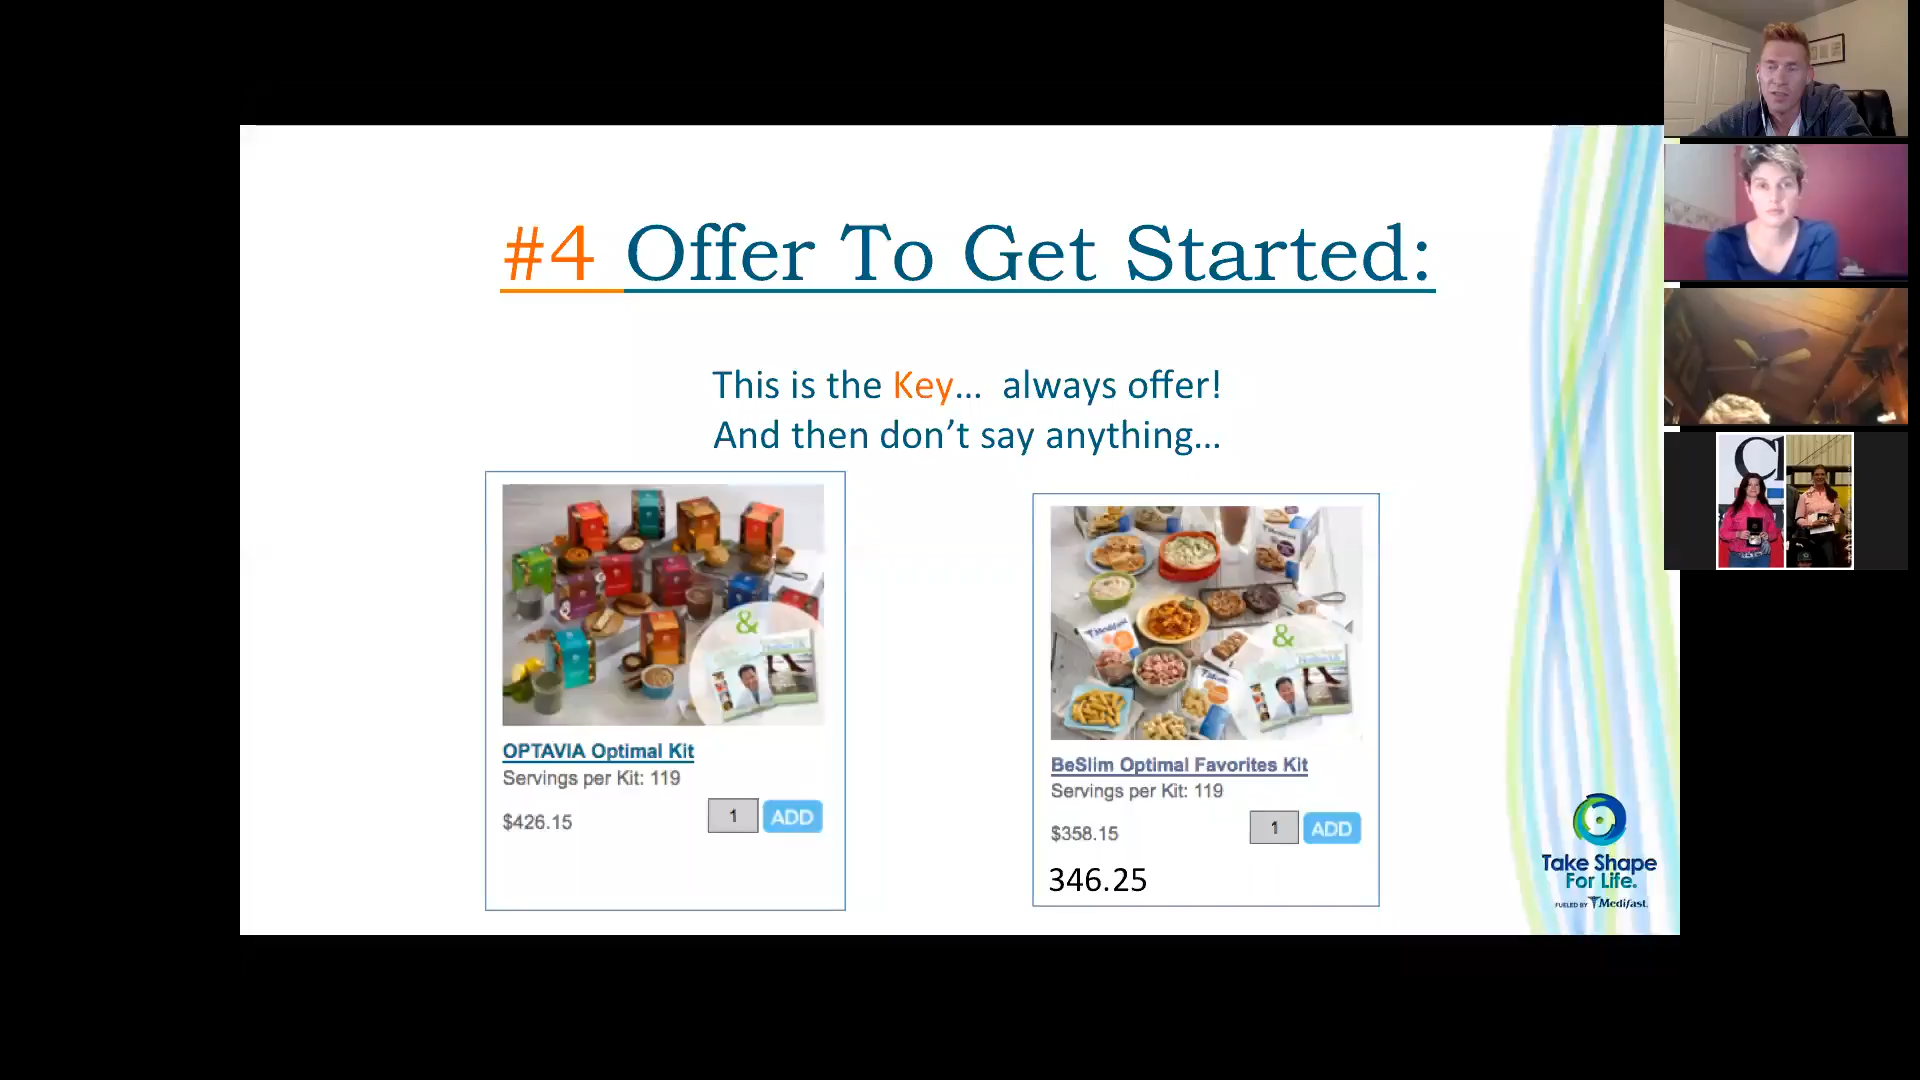 #4 Offer To Get Started:
This is the Key... always offer!
And then don't say anything...
&
OPTAVIA Optimal Kit
Servings per Kit: 119
$426.15
1
ADD
&
Medifast
BeSlim Optimal Favorites Kit
Servings per Kit: 119
$358.15
1
ADD
346.25
Take Shape
For Life.
FUELED BY Medifast
C